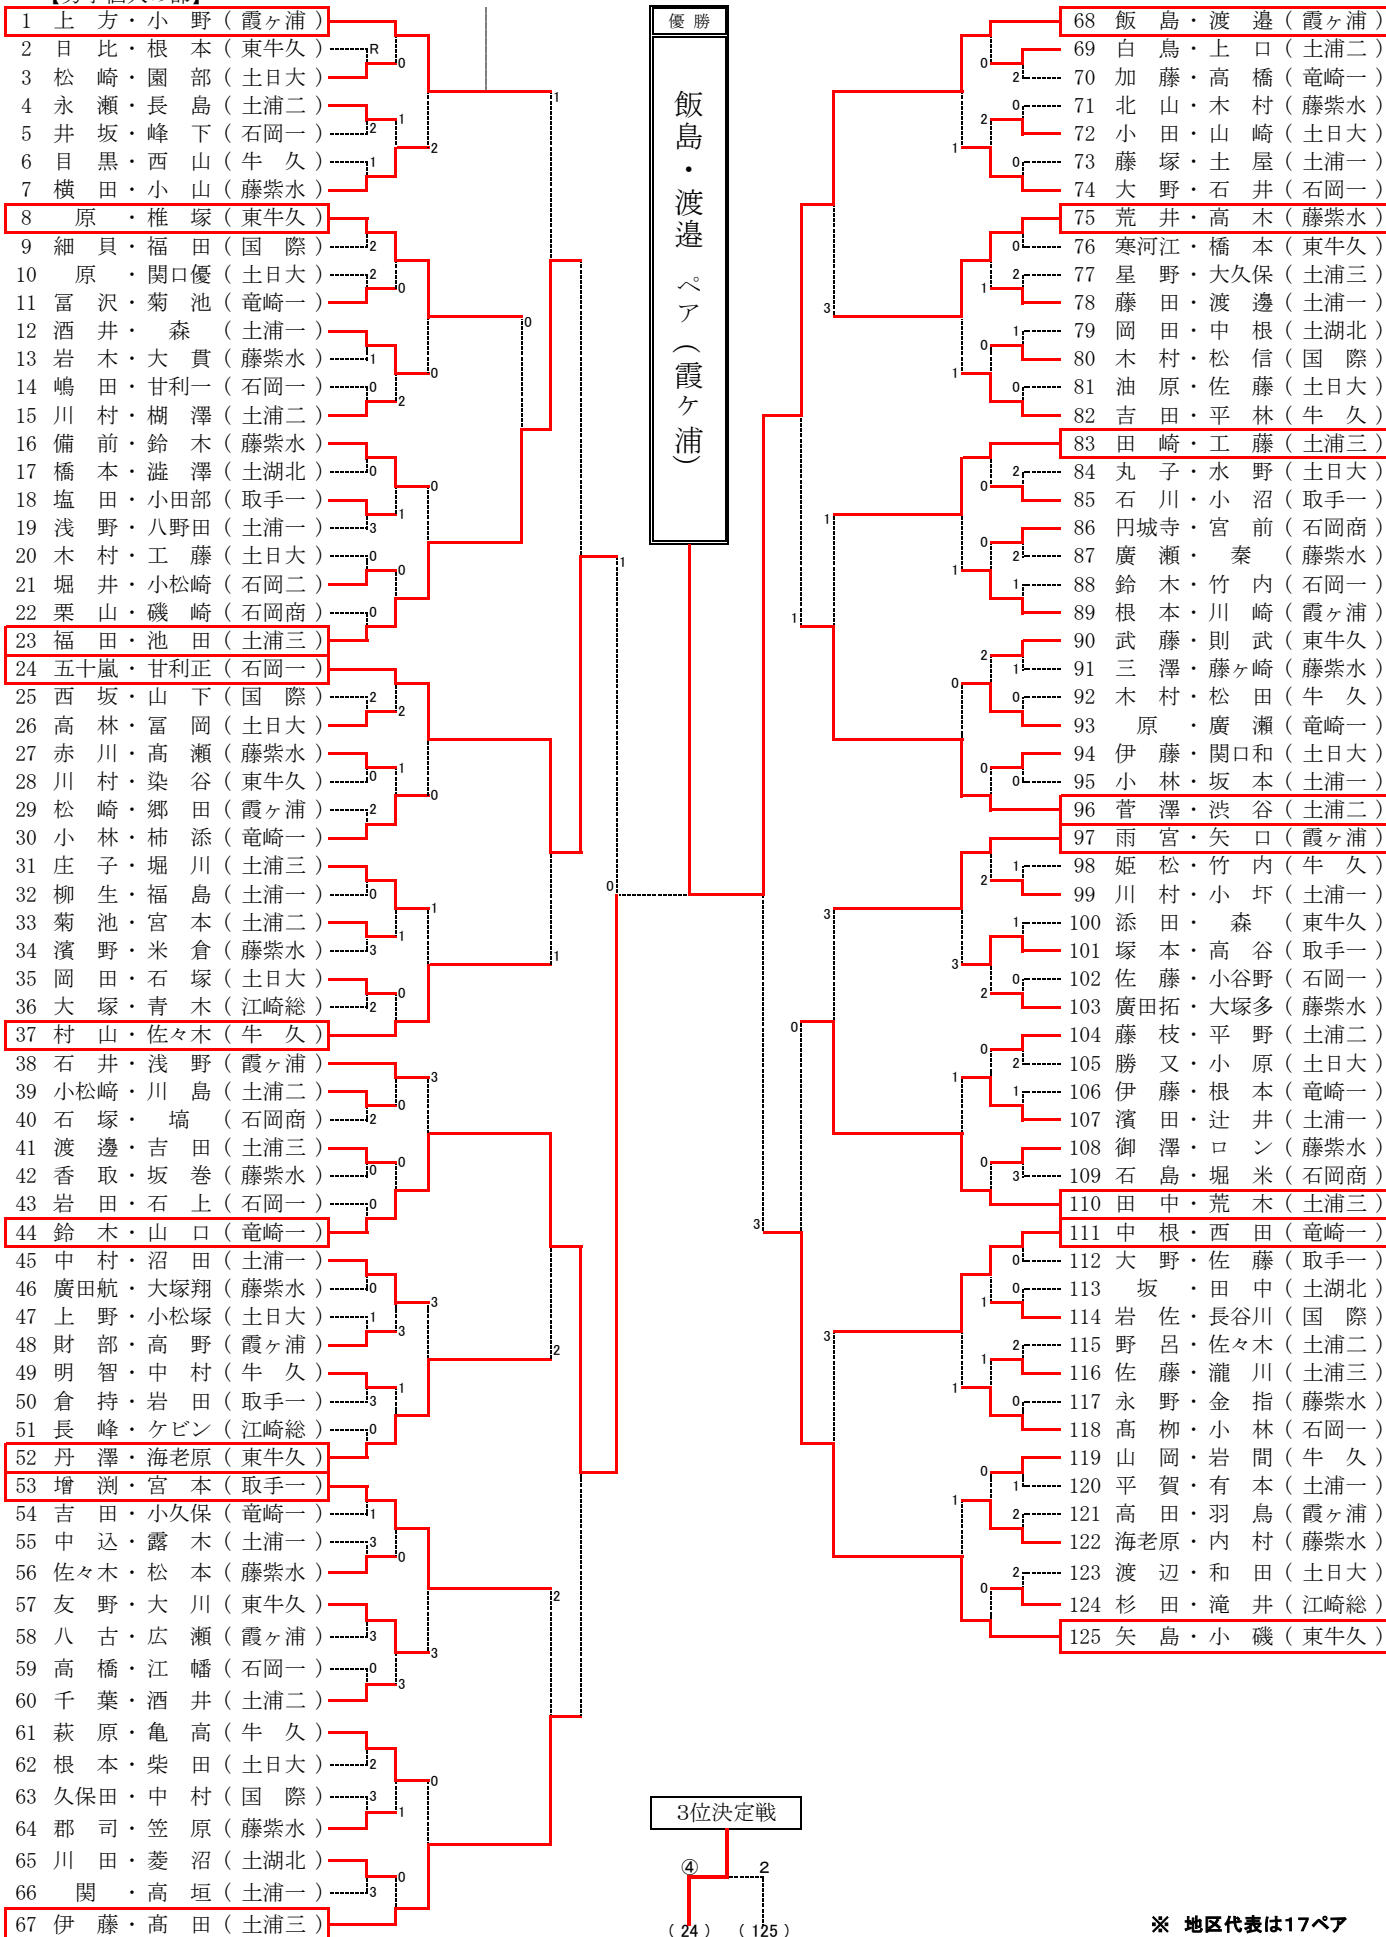 1 上 方・小 野（霞ヶ浦）
2 日 比・根 本（東牛久）
3 松 崎・園 部（土日大）
4 永 瀬・長 島（土浦二）
5 井 坂・峰 下（石岡一）
6 目 黒・西 山（牛 久）
7 横 田・小 山（藤紫水）
8 原 ・椎 塚（東牛久）
9 細 貝・福 田（国 際）
10 原 ・関口優（土日大）
11 冨 沢・菊 池（竜崎一）
12 酒 井・ 森 （土浦一）
13 岩 木・大 貫（藤紫水）
14 嶋 田・甘利一（石岡一）
15 川 村・楜 澤（土浦二）
16 備 前・鈴 木（藤紫水）
17 橋 本・澁 澤（土湖北）
18 塩 田・小田部（取手一）
19 浅 野・八野田（土浦一）
20 木 村・工 藤（土日大）
21 堀 井・小松崎（石岡二）
22 栗 山・磯 崎（石岡商）
23 福 田・池 田（土浦三）
24 五十嵐・甘利正（石岡一）
25 西 坂・山 下（国 際）
26 高 林・冨 岡（土日大）
27 赤 川・髙 瀬（藤紫水）
28 川 村・染 谷（東牛久）
29 松 崎・郷 田（霞ヶ浦）
30 小 林・柿 添（竜崎一）
31 庄 子・堀 川（土浦三）
32 柳 生・福 島（土浦一）
33 菊 池・宮 本（土浦二）
34 濱 野・米 倉（藤紫水）
35 岡 田・石 塚（土日大）
36 大 塚・青 木（江崎総）
37 村 山・佐々木（牛 久）
38 石 井・浅 野（霞ヶ浦）
39 小松﨑・川 島（土浦二）
40 石 塚・ 塙 （石岡商）
41 渡 邊・吉 田（土浦三）
42 香 取・坂 巻（藤紫水）
43 岩 田・石 上（石岡一）
44 鈴 木・山 口（竜崎一）
45 中 村・沼 田（土浦一）
46 廣田航・大塚翔（藤紫水）
47 上 野・小松塚（土日大）
48 財 部・高 野（霞ヶ浦）
49 明 智・中 村（牛 久）
50 倉 持・岩 田（取手一）
51 長 峰・ケビン（江崎総）
52 丹 澤・海老原（東牛久）
53 増 渕・宮 本（取手一）
54 吉 田・小久保（竜崎一）
55 中 込・露 木（土浦一）
56 佐々木・松 本（藤紫水）
57 友 野・大 川（東牛久）
58 八 古・広 瀬（霞ヶ浦）
59 高 橋・江 幡（石岡一）
60 千 葉・酒 井（土浦二）
61 萩 原・亀 高（牛 久）
62 根 本・柴 田（土日大）
63 久保田・中 村（国 際）
64 郡 司・笠 原（藤紫水）
65 川 田・菱 沼（土湖北）
66 関 ・高 垣（土浦一）
67 伊 藤・髙 田（土浦三）
優 勝
飯島・渡邉 ペア（霞ケ浦）
68 飯 島・渡 邉（霞ヶ浦）
69 白 鳥・上 口（土浦二）
70 加 藤・高 橋（竜崎一）
71 北 山・木 村（藤紫水）
72 小 田・山 崎（土日大）
73 藤 塚・土 屋（土浦一）
74 大 野・石 井（石岡一）
75 荒 井・高 木（藤紫水）
76 寒河江・橋 本（東牛久）
77 星 野・大久保（土浦三）
78 藤 田・渡 邊（土浦一）
79 岡 田・中 根（土湖北）
80 木 村・松 信（国 際）
81 油 原・佐 藤（土日大）
82 吉 田・平 林（牛 久）
83 田 崎・工 藤（土浦三）
84 丸 子・水 野（土日大）
85 石 川・小 沼（取手一）
86 円城寺・宮 前（石岡商）
87 廣 瀬・ 秦 （藤紫水）
88 鈴 木・竹 内（石岡一）
89 根 本・川 崎（霞ヶ浦）
90 武 藤・則 武（東牛久）
91 三 澤・藤ヶ崎（藤紫水）
92 木 村・松 田（牛 久）
93 原 ・廣 瀬（竜崎一）
94 伊 藤・関口和（土日大）
95 小 林・坂 本（土浦一）
96 菅 澤・渋 谷（土浦二）
97 雨 宮・矢 口（霞ヶ浦）
98 姫 松・竹 内（牛 久）
99 川 村・小 圷（土浦一）
100 添 田・ 森 （東牛久）
101 塚 本・高 谷（取手一）
102 佐 藤・小谷野（石岡一）
103 廣田拓・大塚多（藤紫水）
104 藤 枝・平 野（土浦二）
105 勝 又・小 原（土日大）
106 伊 藤・根 本（竜崎一）
107 濱 田・辻 井（土浦一）
108 御 澤・ロ ン（藤紫水）
109 石 島・堀 米（石岡商）
110 田 中・荒 木（土浦三）
111 中 根・西 田（竜崎一）
112 大 野・佐 藤（取手一）
113 坂 ・田 中（土湖北）
114 岩 佐・長谷川（国 際）
115 野 呂・佐々木（土浦二）
116 佐 藤・瀧 川（土浦三）
117 永 野・金 指（藤紫水）
118 髙 栁・小 林（石岡一）
119 山 岡・岩 間（牛 久）
120 平 賀・有 本（土浦一）
121 高 田・羽 鳥（霞ヶ浦）
122 海老原・内 村（藤紫水）
123 渡 辺・和 田（土日大）
124 杉 田・滝 井（江崎総）
125 矢 島・小 磯（東牛久）
3位決定戦
④ 2
（24） （125）
※ 地区代表は17ペア